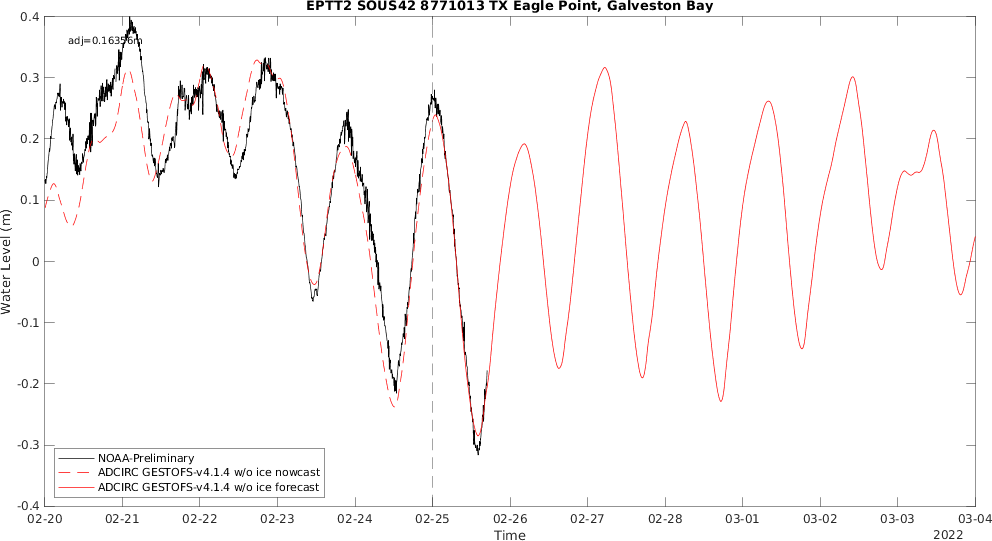 EPTT2 SOUS42 8771013 TX Eagle Point, Galveston Bay
0.4
adj=0.16356m
0.3
0.2
0.1
0
-0.1
-0.2
-0.3
-0.4
Water Level (m)
NOAA-Preliminary
ADCIRC GESTOFS-v4.1.4 w/o ice nowcast
ADCIRC GESTOFS-v4.1.4 w/o ice forecast
02-20 02-21 02-22 02-23 02-24 02-25 02-26 02-27 02-28 03-01 03-02 03-03 03-04
Time
2022